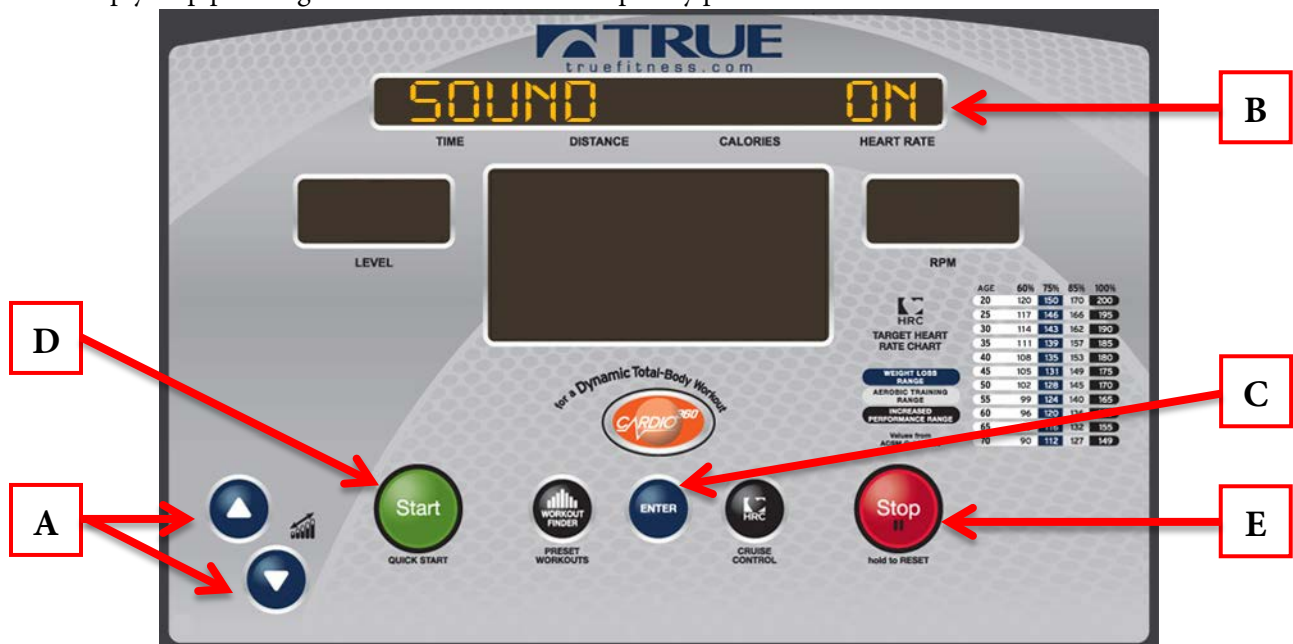 TRUE
truefitness.com
SOUND ON
TIME DISTANCE CALORIES HEART RATE
B
LEVEL
RPM
HRC
TARGET HEART
RATE CHART
WEIGHT LOSS
RANGE
AEROBIC TRAINING
RANGE
INCREASED
PERFORMANCE RANGE
Values from
AGE 60% 75% 85% 100%
20 120 150 170 200
25 117 146 166 195
30 114 143 162 190
35 111 139 157 185
40 108 135 153 180
45 105 131 149 175
50 102 128 145 170
55 99 124 140 165
60 96 120
65 132 155
70 90 112 127 149
D
C
for a Dynamic Total-Body Workout
CARDIO 360
A
Start
QUICK START
WORKOUT
FINDER
PRESET
WORKOUTS
ENTER
HRC
CRUISE
CONTROL
Stop
hold to RESET
E